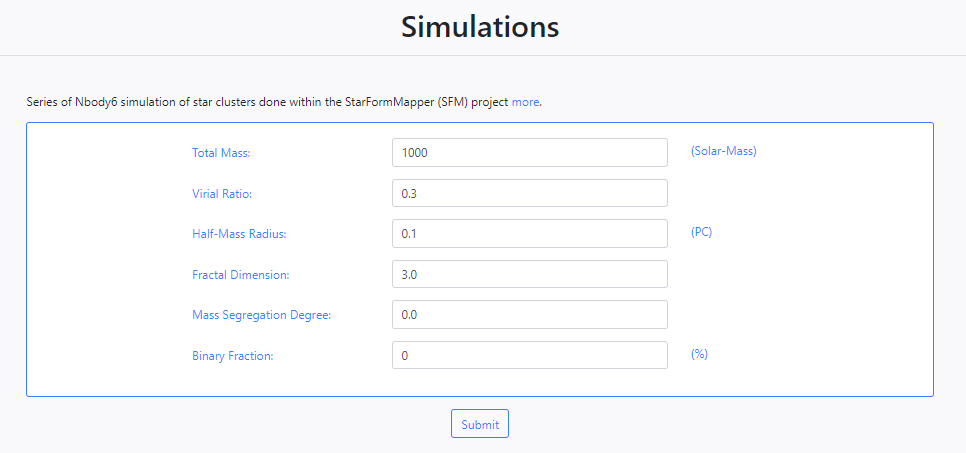 Simulations
Series of Nbody6 simulation of star clusters done within the StarFormMapper (SFM) project more.
Total Mass: 1000 (Solar-Mass)
Virial Ratio: 0.3
Half-Mass Radius: 0.1 (PC)
Fractal Dimension: 3.0
Mass Segregation Degree: 0.0
Binary Fraction: 0 (%)
Submit